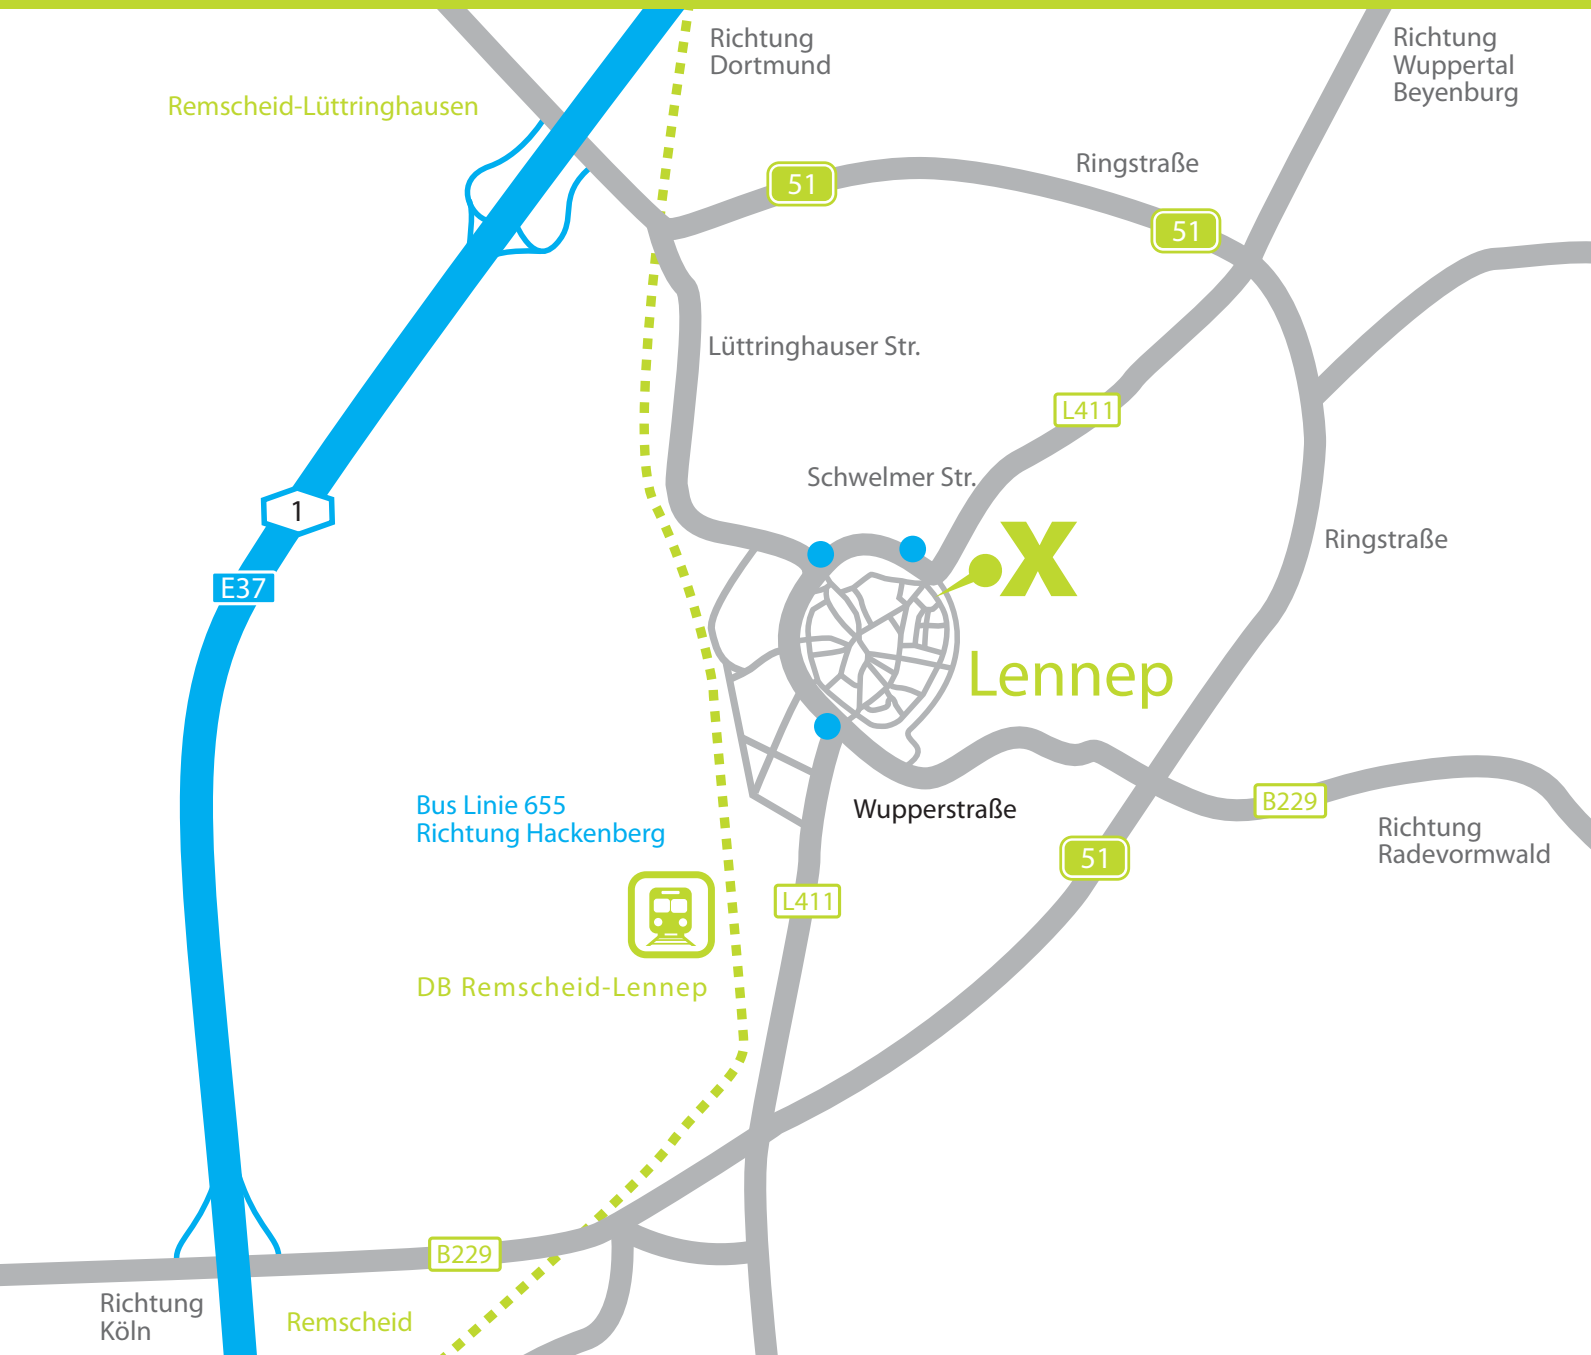 Richtung
Dortmund
Richtung
Wuppertal
Beyenburg
Remscheid-Lüttringhausen
Ringstraße
51
51
Lüttringhauser Str.
L411
Schwelmer Str.
1
X
Ringstraße
E37
Lennep
Bus Linie 655
Richtung Hackenberg
Wupperstraße
B229
Richtung
Radevormwald
51
L411
DB Remscheid-Lennep
B229
Richtung
Köln
Remscheid